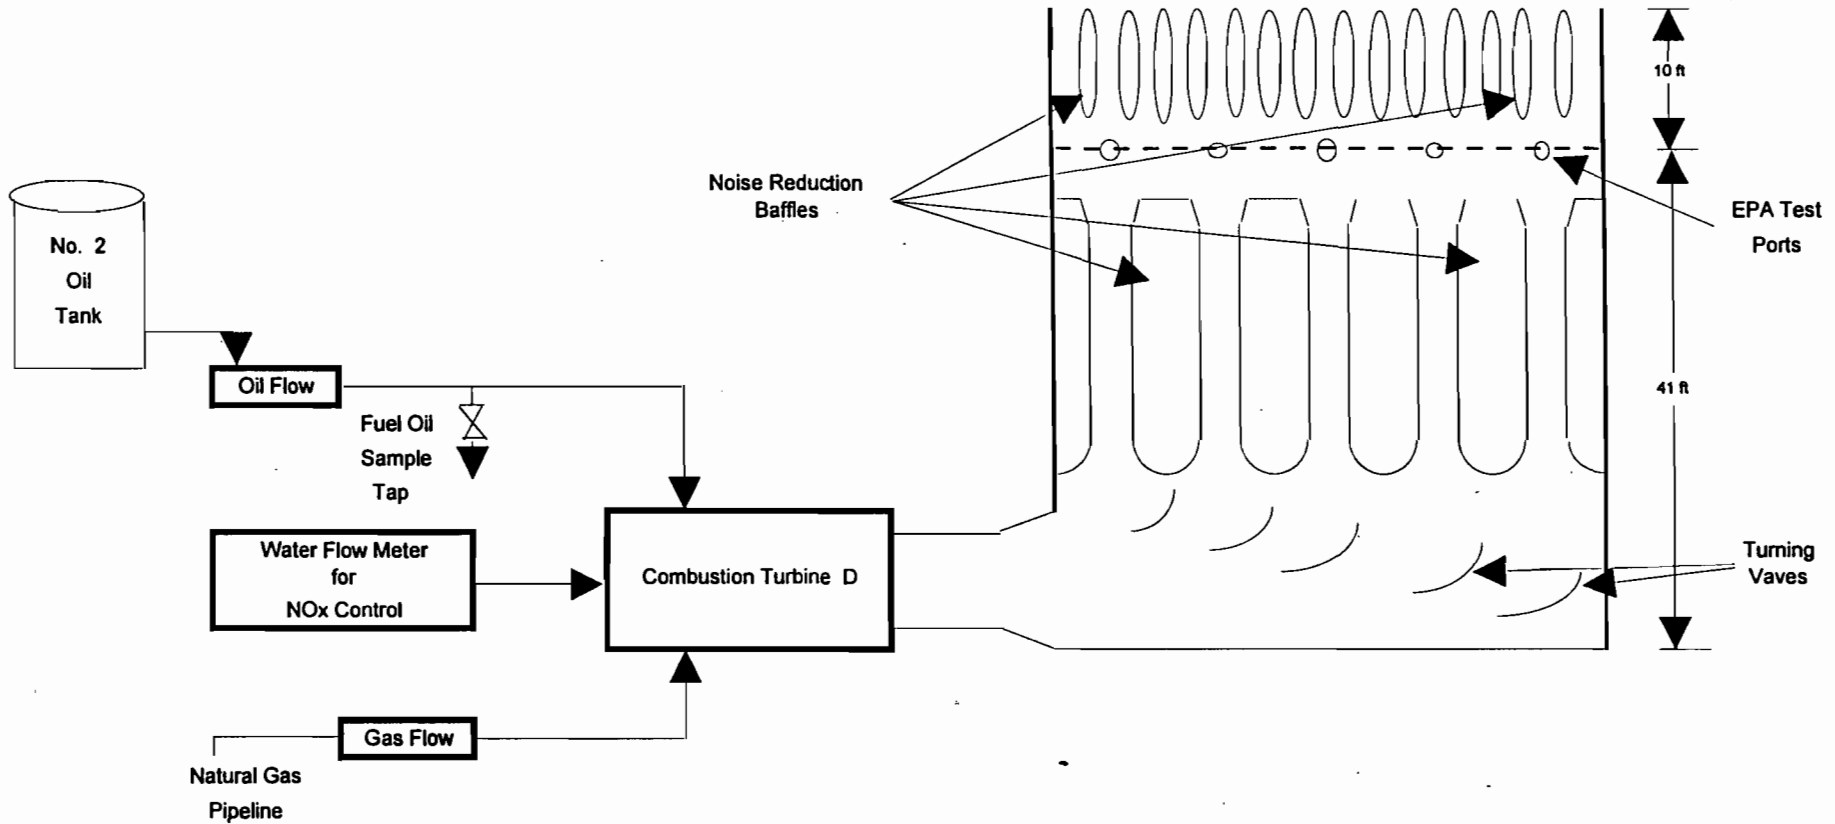 10 ft
Noise Reduction
Baffles
EPA Test
Ports
No. 2
Oil
Tank
Oil Flow
41 ft
Fuel Oil
Sample
Tap
Water Flow Meter
for
NOx Control
Combustion Turbine D
Turning
Vaves
Gas Flow
Natural Gas
Pipeline